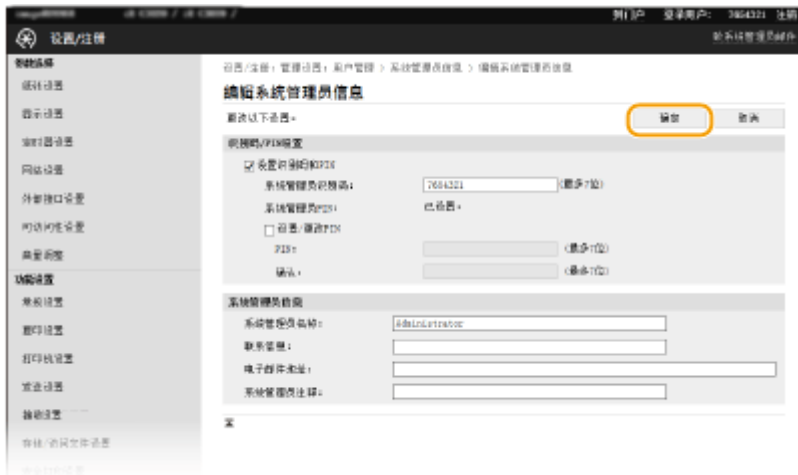 到门户 登录用户: 7654321 注销
设置/注册
致系统管理员邮件
参数选择
纸张设置
显示设置
定时器设置
网络设置
外部接口设置
可访问性设置
音量调整
功能设置
常规设置
复印设置
打印机设置
发送设置
接收设置
存储/访问文件设置
设置/注册: 管理设置: 用户管理 > 系统管理员信息 > 编辑系统管理员信息
编辑系统管理员信息
更改以下设置。
确定 取消
识别码/PIN设置
设置识别码和PIN
系统管理员识别码: 7654321 (最多7位)
系统管理员PIN: 已设置。
设置/更改PIN
PIN: (最多7位)
确认: (最多7位)
系统管理员信息
系统管理员名称: Administrator
联系信息:
电子邮件地址:
系统管理员注释: